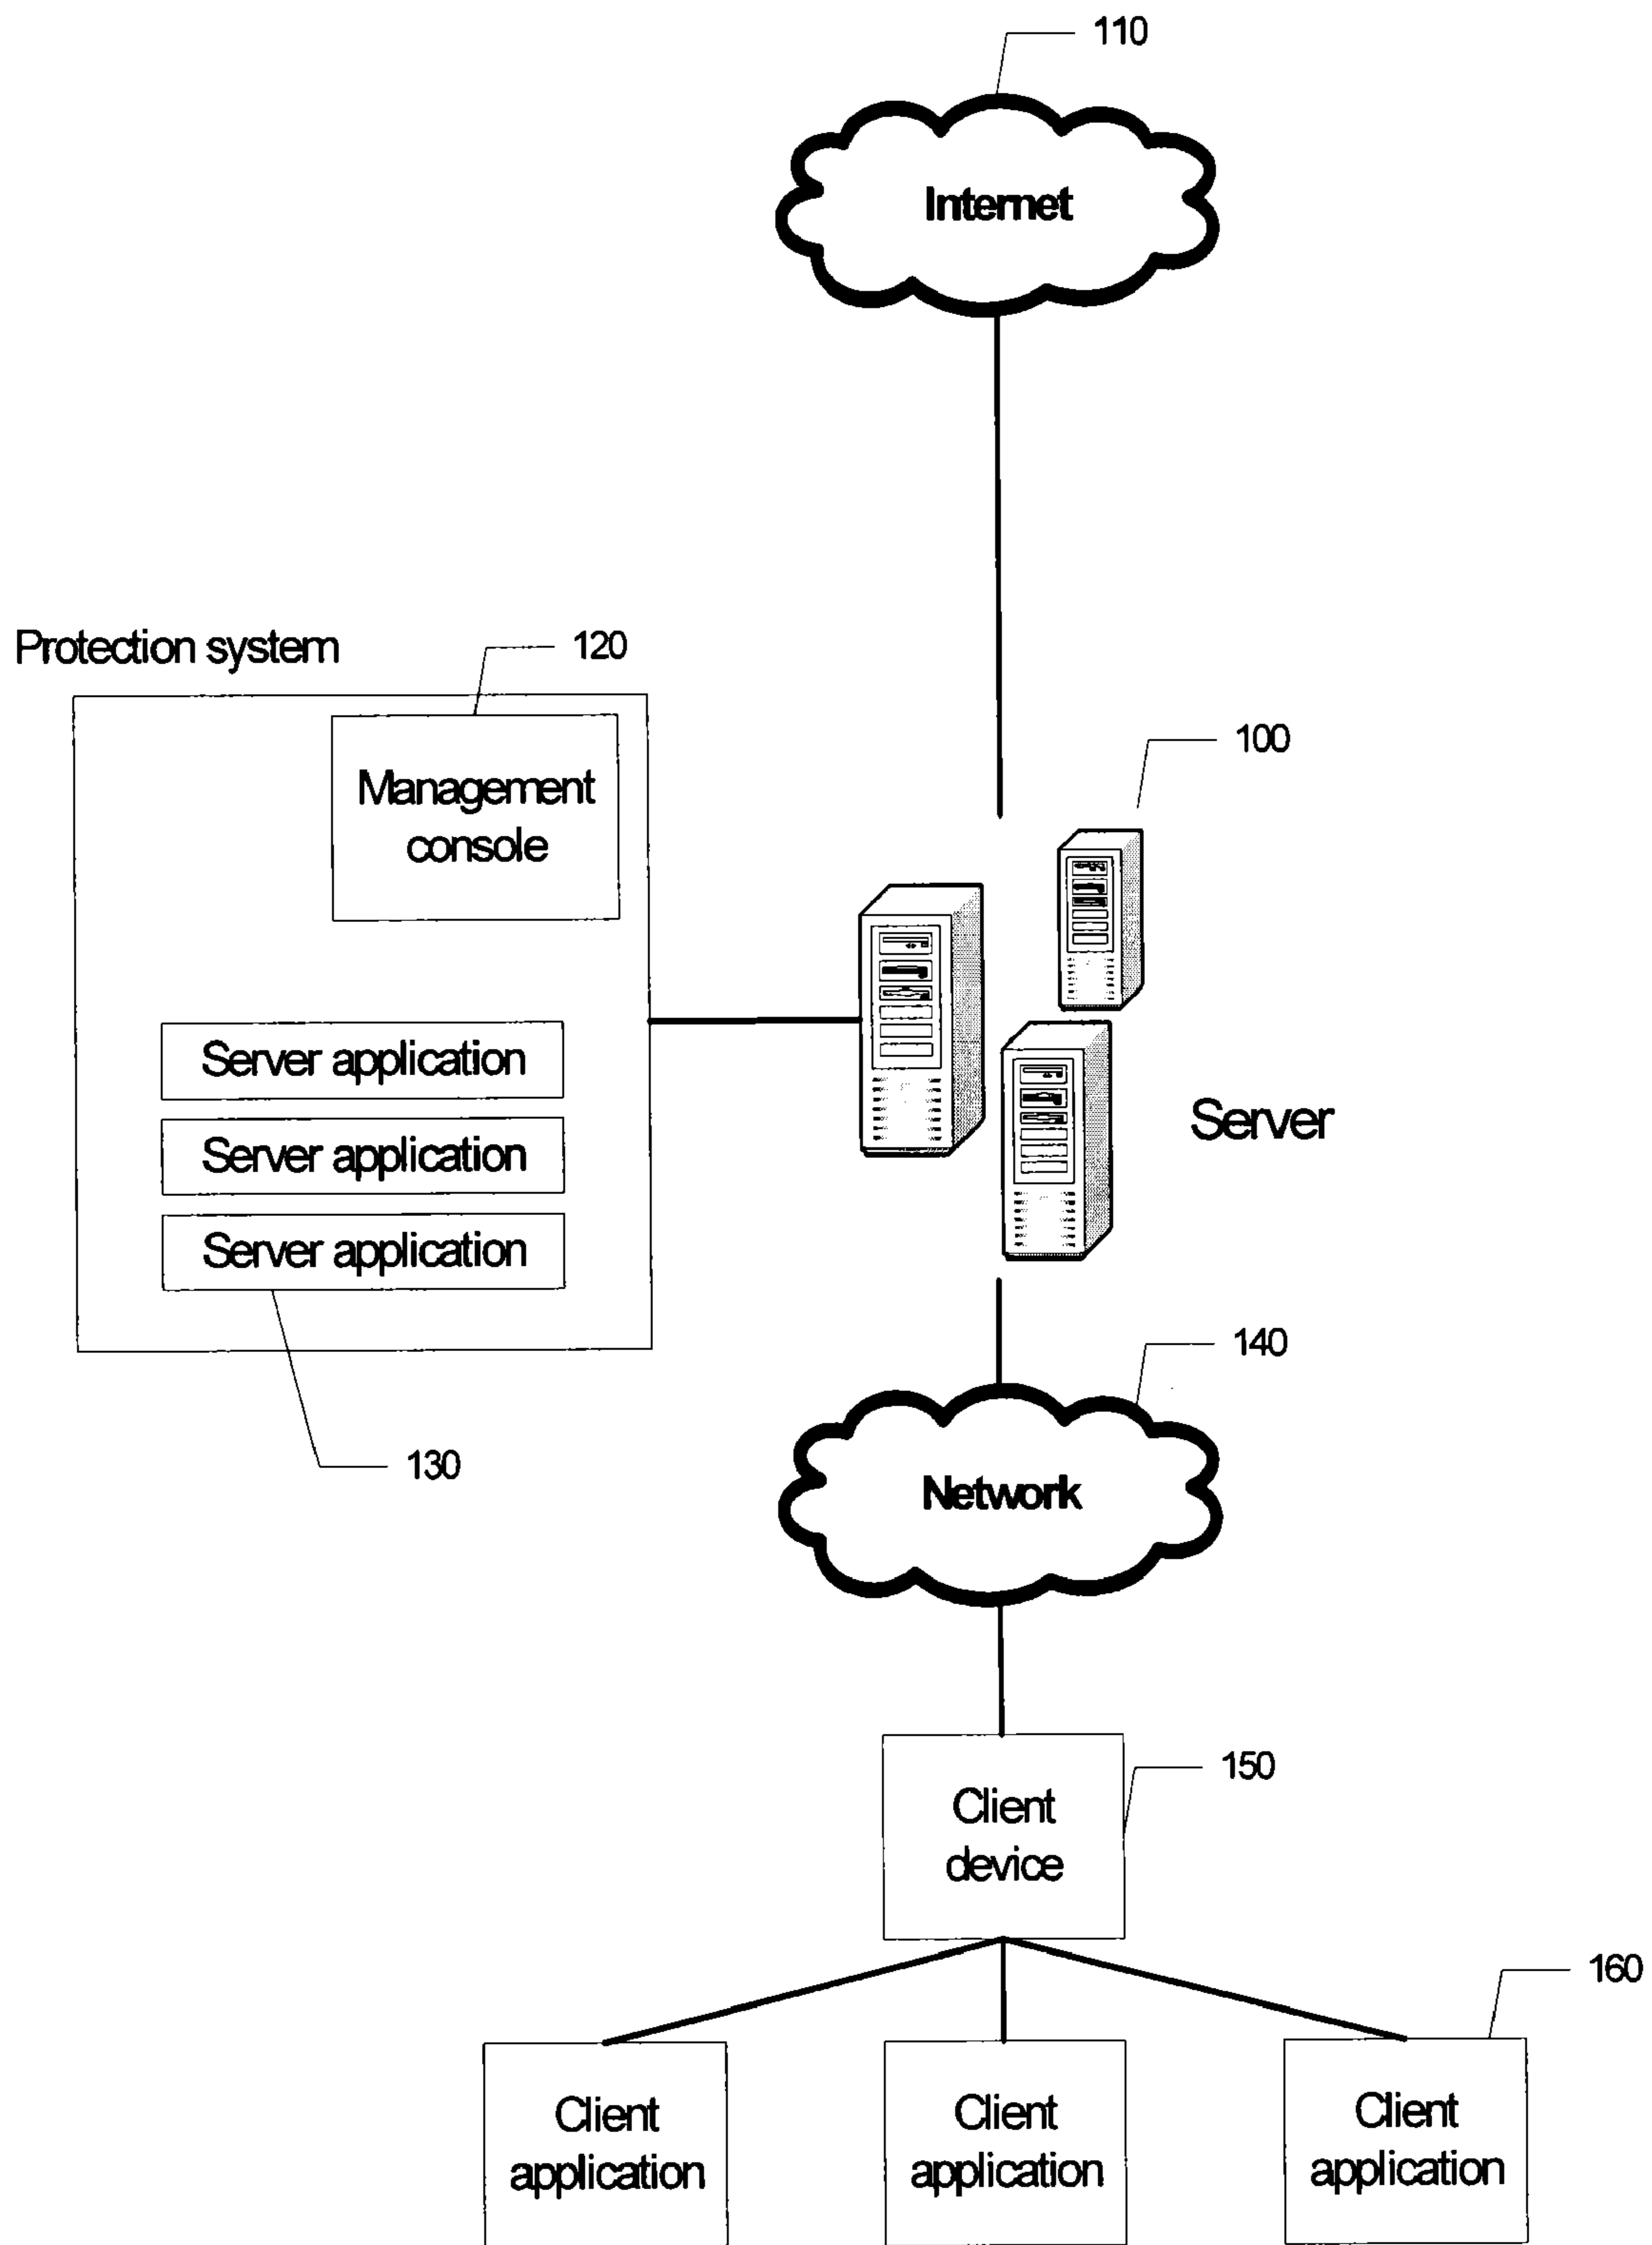 110
Internet
Protection system
120
100
Management
console
Server application
Server application
Server application
Server
140
130
Network
150
Client
device
160
Client
application
Client
application
Client
application